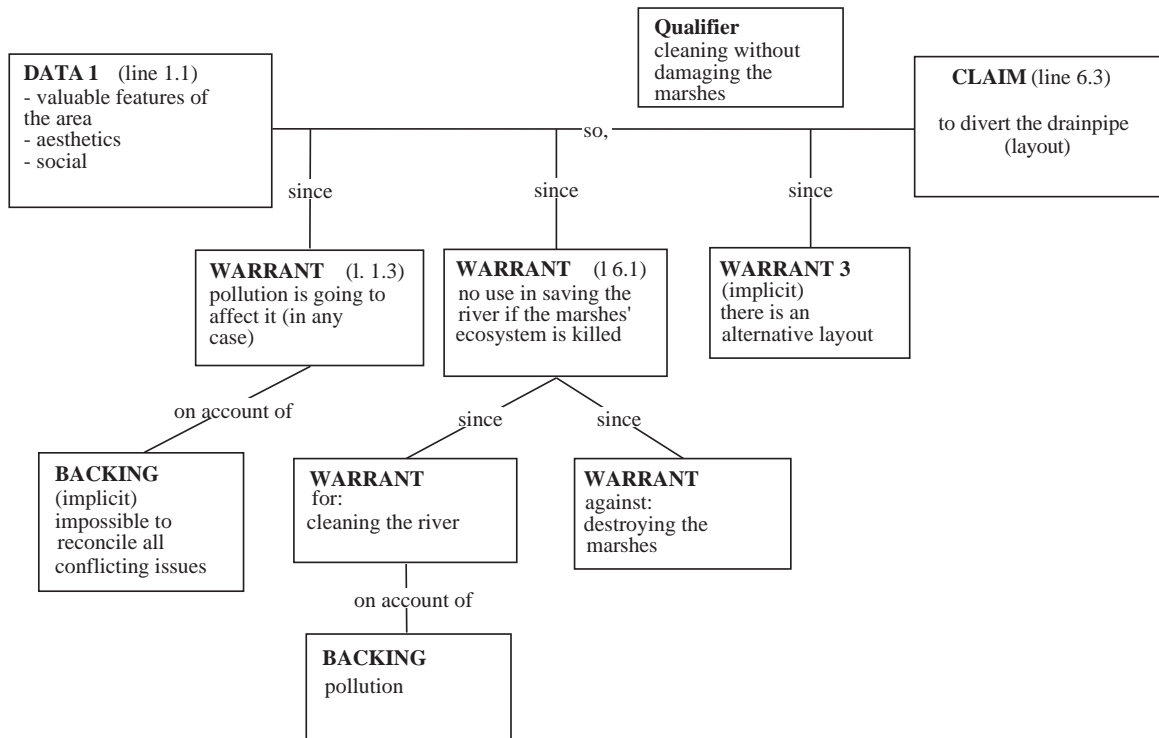 Qualifier
cleaning without
damaging the
marshes
DATA 1 (line 1.1)
- valuable features of
the area
- aesthetics
- social
CLAIM (line 6.3)
to divert the drainpipe
(layout)
so,
since
since
since
WARRANT (l. 1.3)
pollution is going to
affect it (in any
case)
WARRANT (l 6.1)
no use in saving the
river if the marshes'
ecosystem is killed
WARRANT 3
(implicit)
there is an
alternative layout
on account of
since
since
BACKING
(implicit)
impossible to
reconcile all
conflicting issues
WARRANT
for:
cleaning the river
WARRANT
against:
destroying the
marshes
on account of
BACKING
pollution